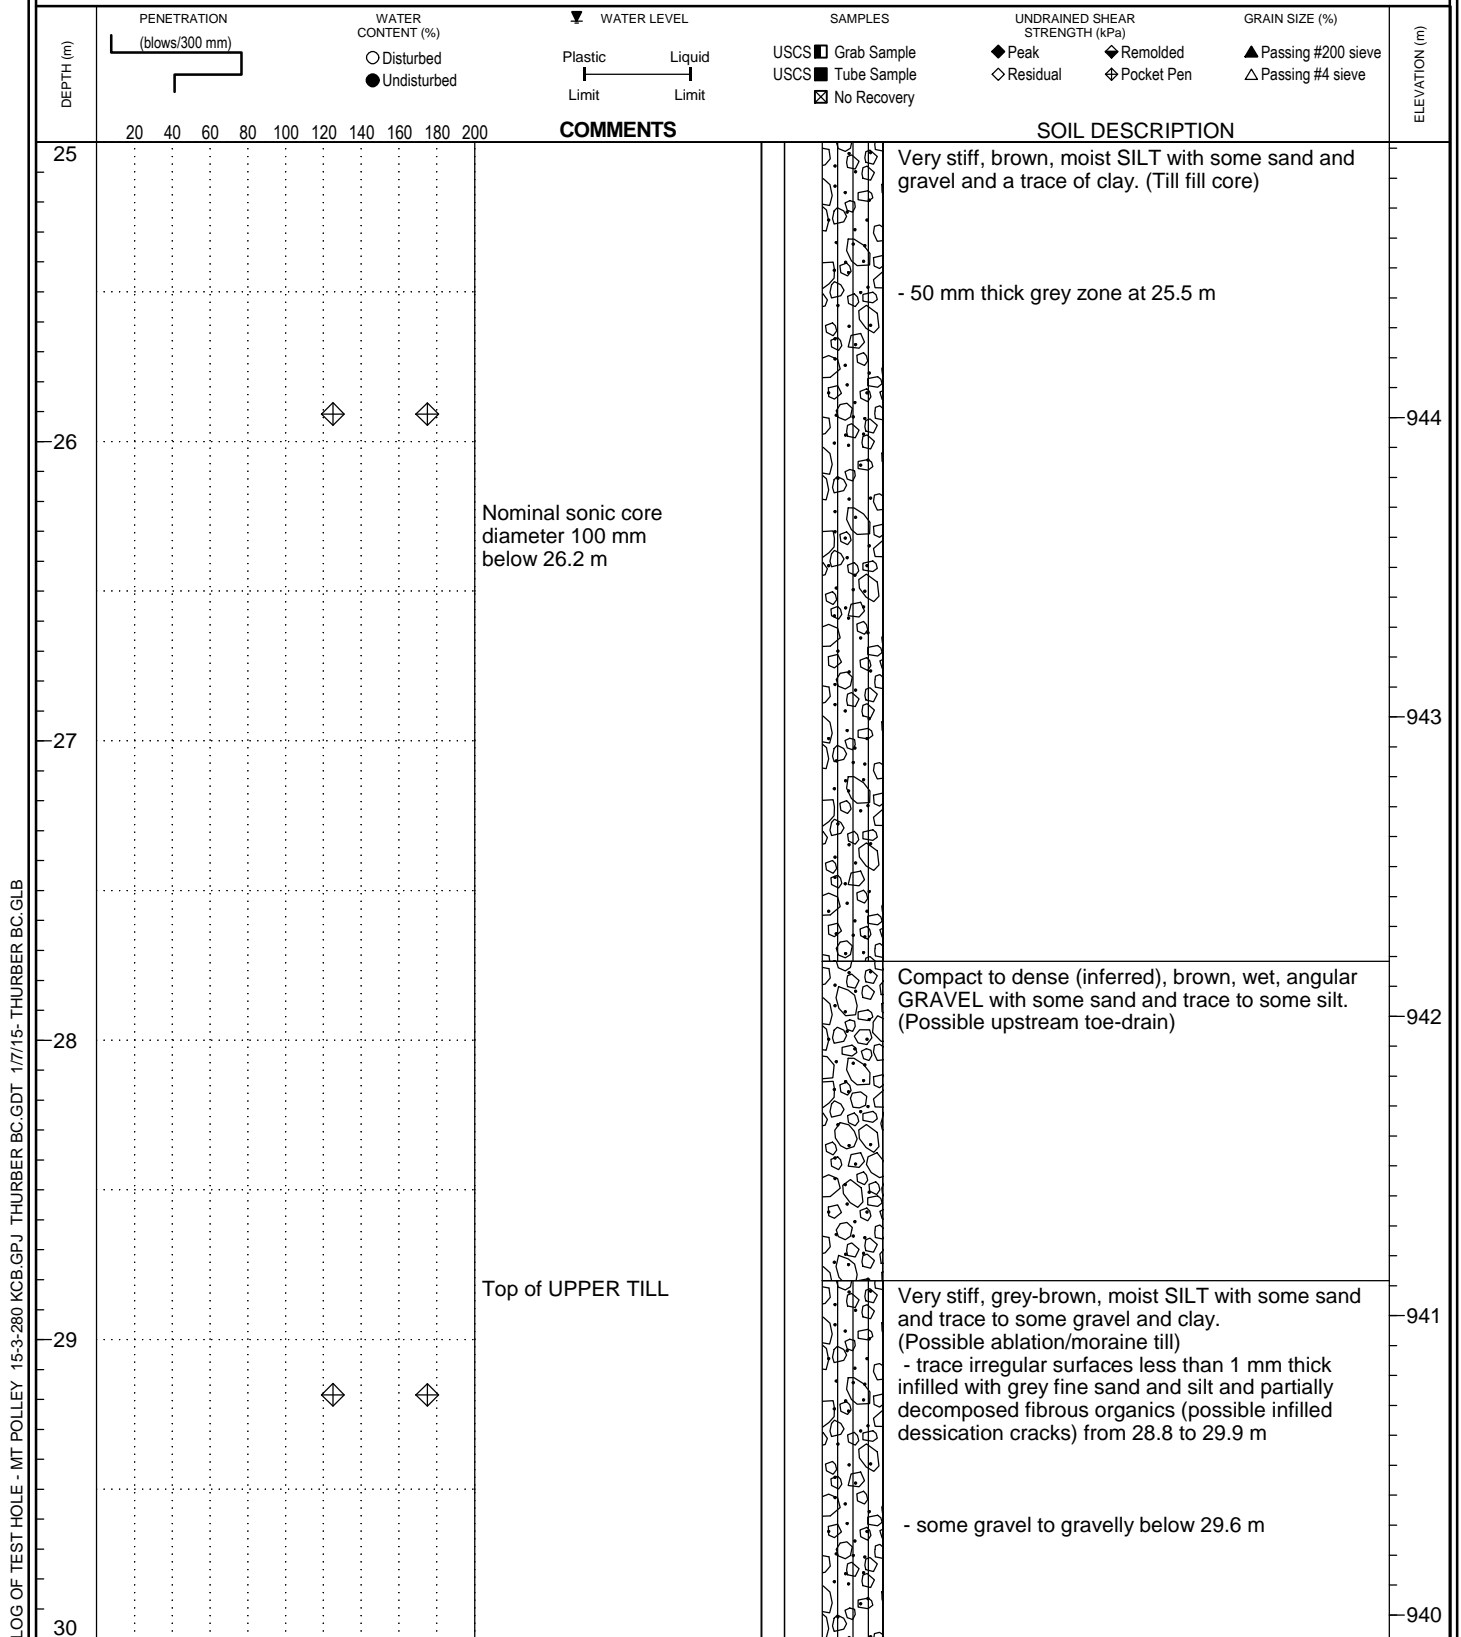 PENETRATION
(blows/300 mm)
WATER
CONTENT (%)
Disturbed
Undisturbed
WATER LEVEL
Plastic Liquid
Limit Limit
SAMPLES
USCS Grab Sample
USCS Tube Sample
No Recovery
UNDRAINED SHEAR
STRENGTH (kPa)
Peak Remolded
Residual Pocket Pen
GRAIN SIZE (%)
Passing #200 sieve
Passing #4 sieve
DEPTH (m)
ELEVATION (m)
20 40 60 80 100 120 140 160 180 200
COMMENTS
SOIL DESCRIPTION
25
Very stiff, brown, moist SILT with some sand and
gravel and a trace of clay. (Till fill core)
- 50 mm thick grey zone at 25.5 m
944
26
Nominal sonic core
diameter 100 mm
below 26.2 m
943
27
Compact to dense (inferred), brown, wet, angular
GRAVEL with some sand and trace to some silt.
(Possible upstream toe-drain)
942
28
Top of UPPER TILL
Very stiff, grey-brown, moist SILT with some sand
and trace to some gravel and clay.
(Possible ablation/moraine till)
- trace irregular surfaces less than 1 mm thick
infilled with grey fine sand and silt and partially
decomposed fibrous organics (possible infilled
dessication cracks) from 28.8 to 29.9 m
941
29
- some gravel to gravelly below 29.6 m
940
30
LOG OF TEST HOLE - MT POLLEY 15-3-280 KCB.GPJ THURBER BC.GDT 1/7/15- THURBER BC.GLB